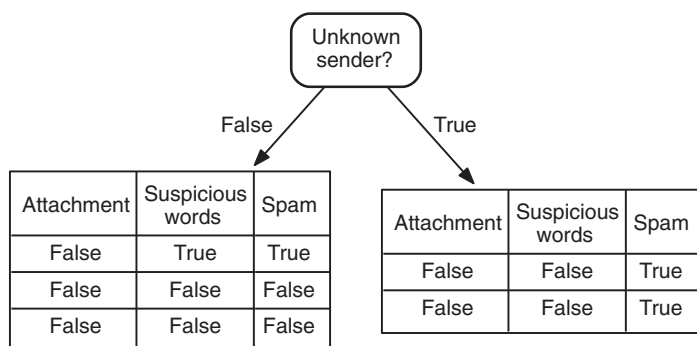 Unknown
sender?
False
True
Attachment Suspicious words Spam
False True True
False False False
False False False
Attachment Suspicious words Spam
False False True
False False True